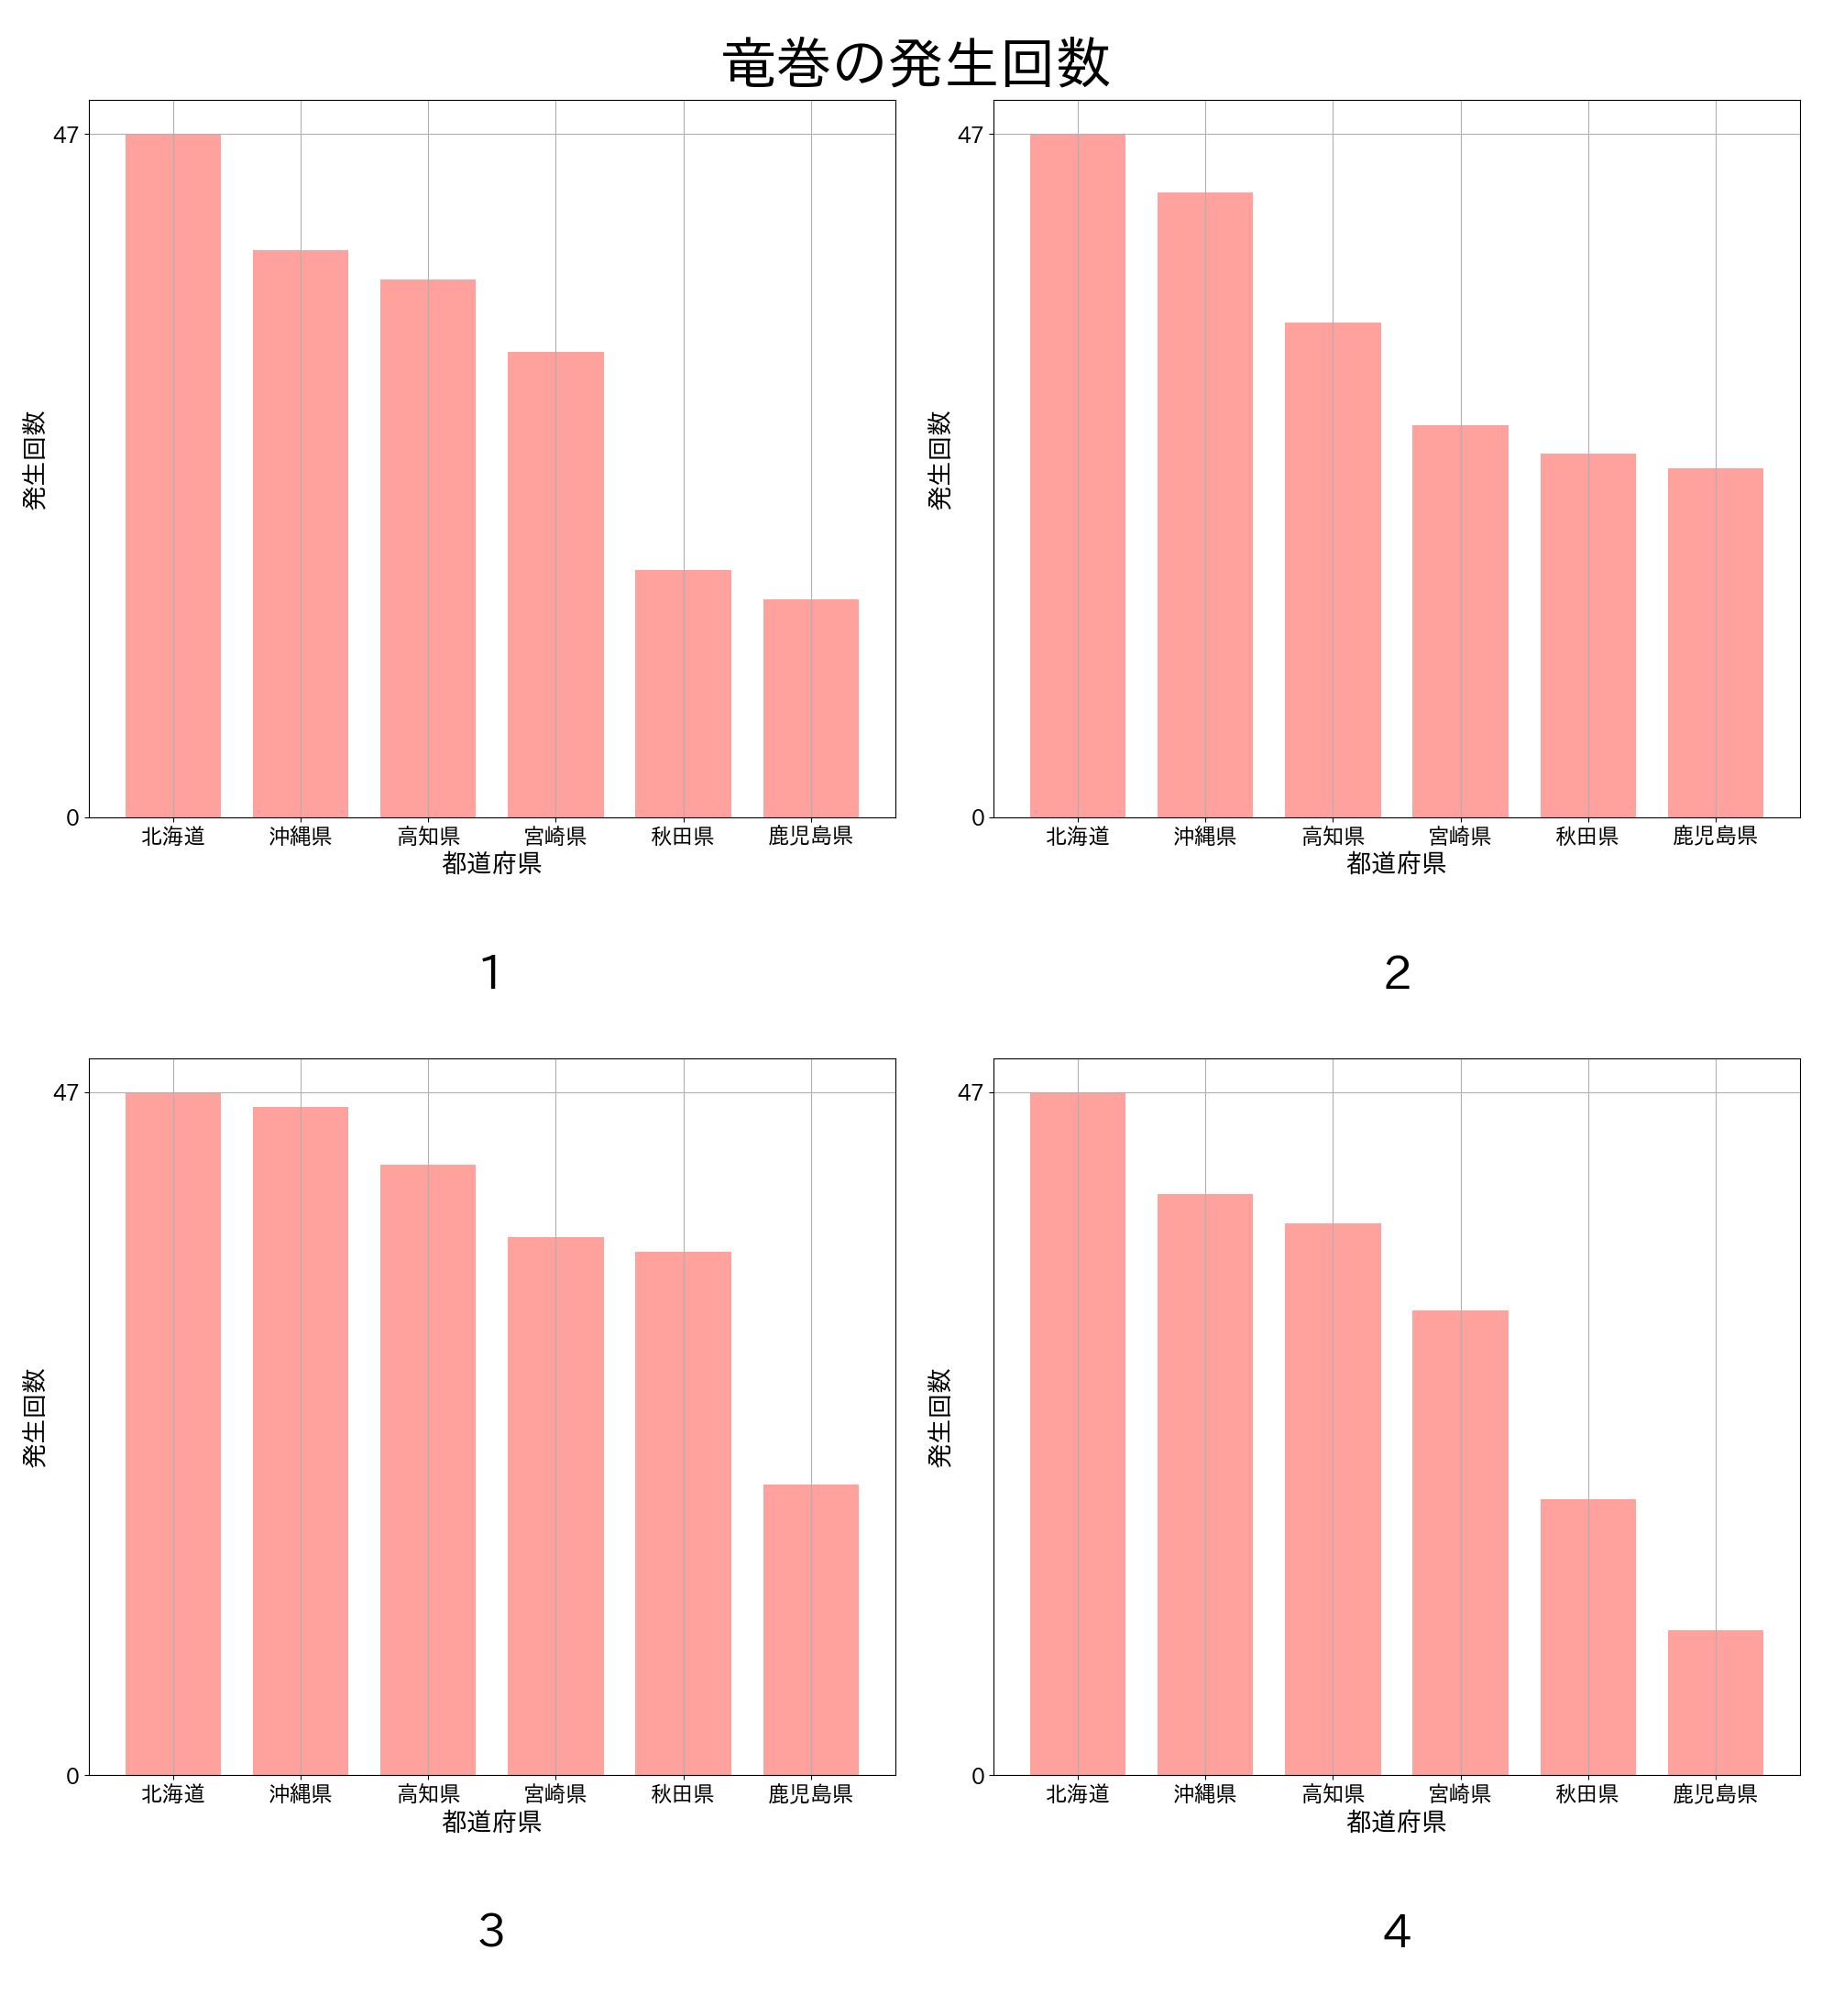 竜巻の発生回数
47
0
発生回数
北海道 沖縄県 高知県 宮崎県 秋田県 鹿児島県
都道府県
1
47
0
発生回数
北海道 沖縄県 高知県 宮崎県 秋田県 鹿児島県
都道府県
2
47
0
発生回数
北海道 沖縄県 高知県 宮崎県 秋田県 鹿児島県
都道府県
3
47
0
発生回数
北海道 沖縄県 高知県 宮崎県 秋田県 鹿児島県
都道府県
4